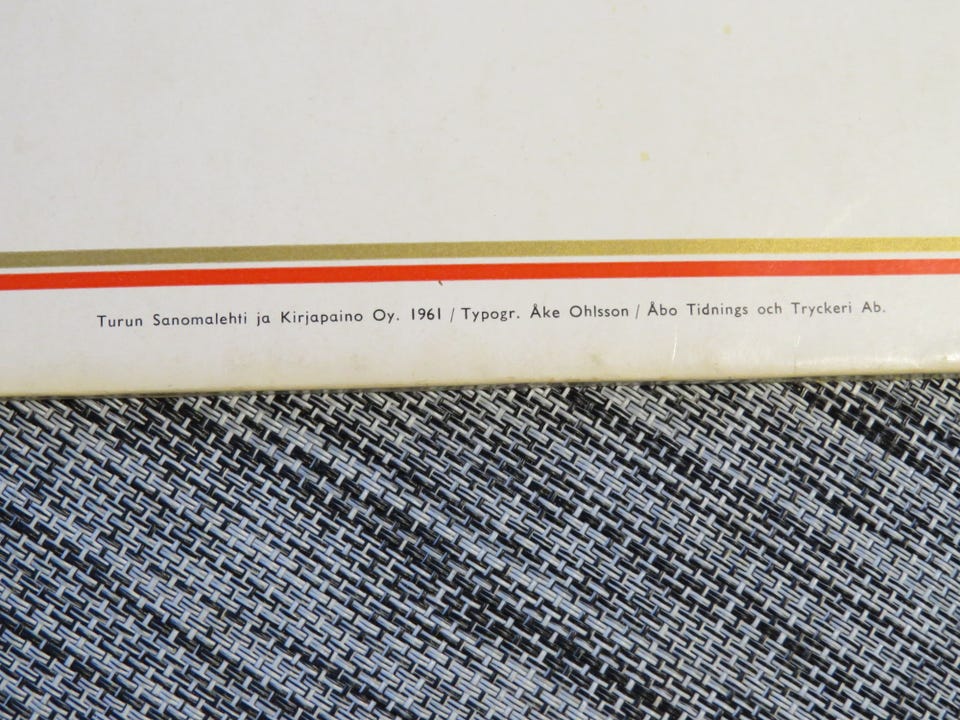 Turun Sanomalehti ja Kirjapaino Oy. 1961 / Typogr. Åke Ohlsson / Åbo Tidnings och Tryckeri Ab.